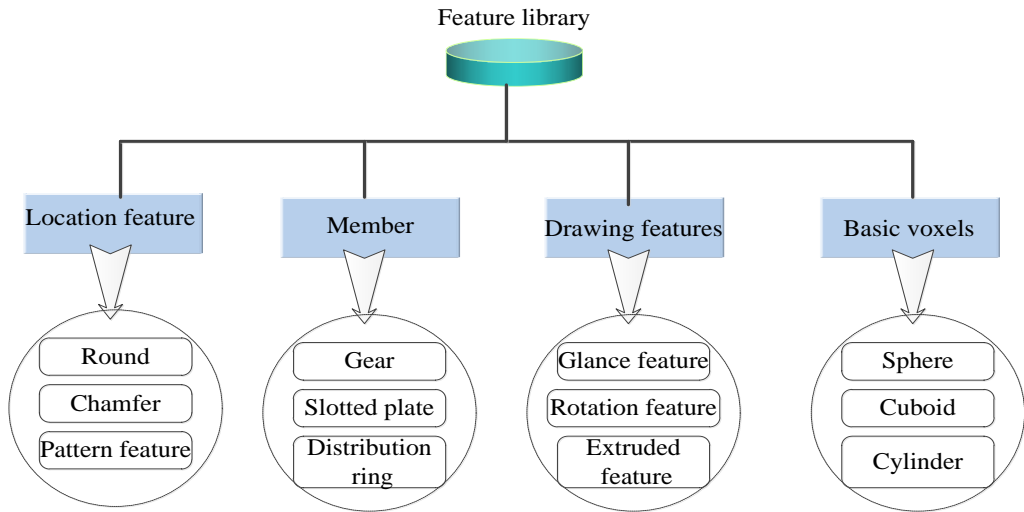 Feature library
Location feature
Member
Drawing features
Basic voxels
Round
Chamfer
Pattern feature
Gear
Slotted plate
Distribution
ring
Glance feature
Rotation feature
Extruded
feature
Sphere
Cuboid
Cylinder